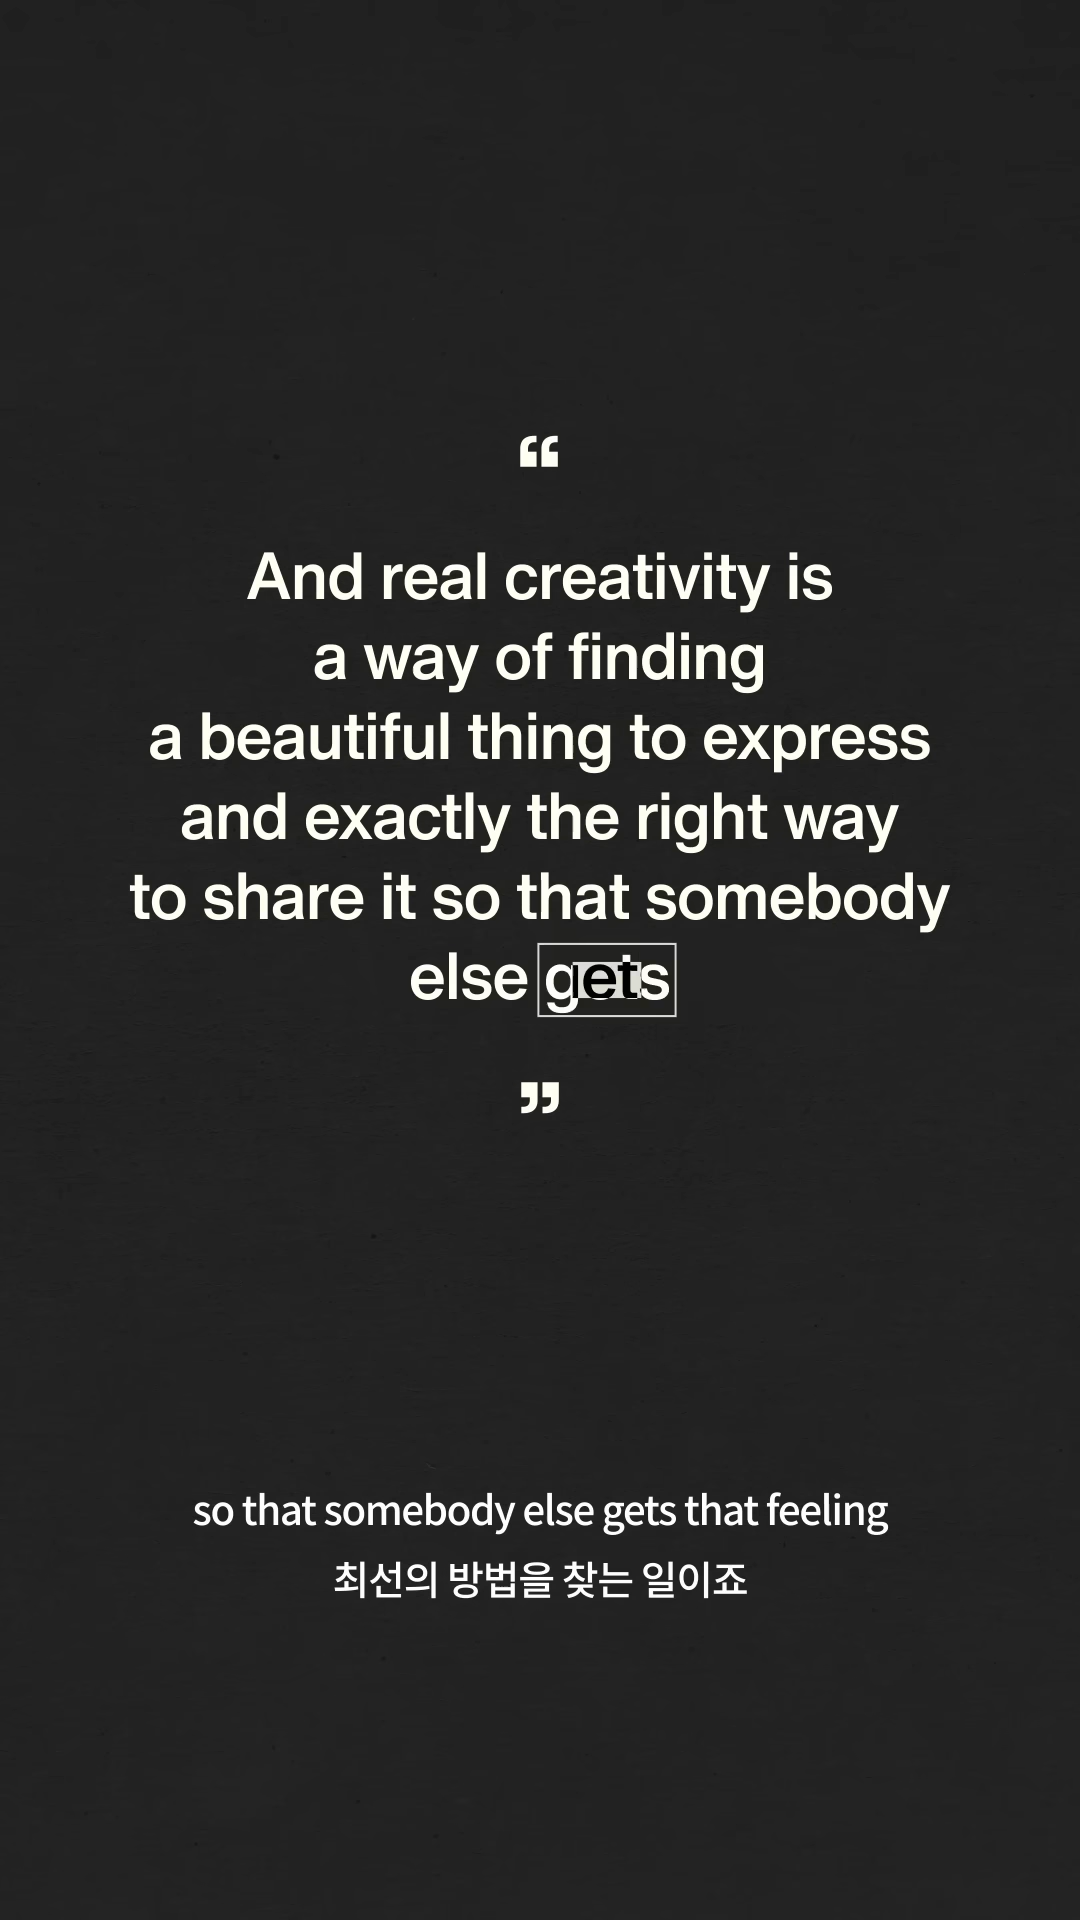 “
And real creativity is
a way of finding
a beautiful thing to express
and exactly the right way
to share it so that somebody
else gets
”
so that somebody else gets that feeling
최선의 방법을 찾는 일이죠